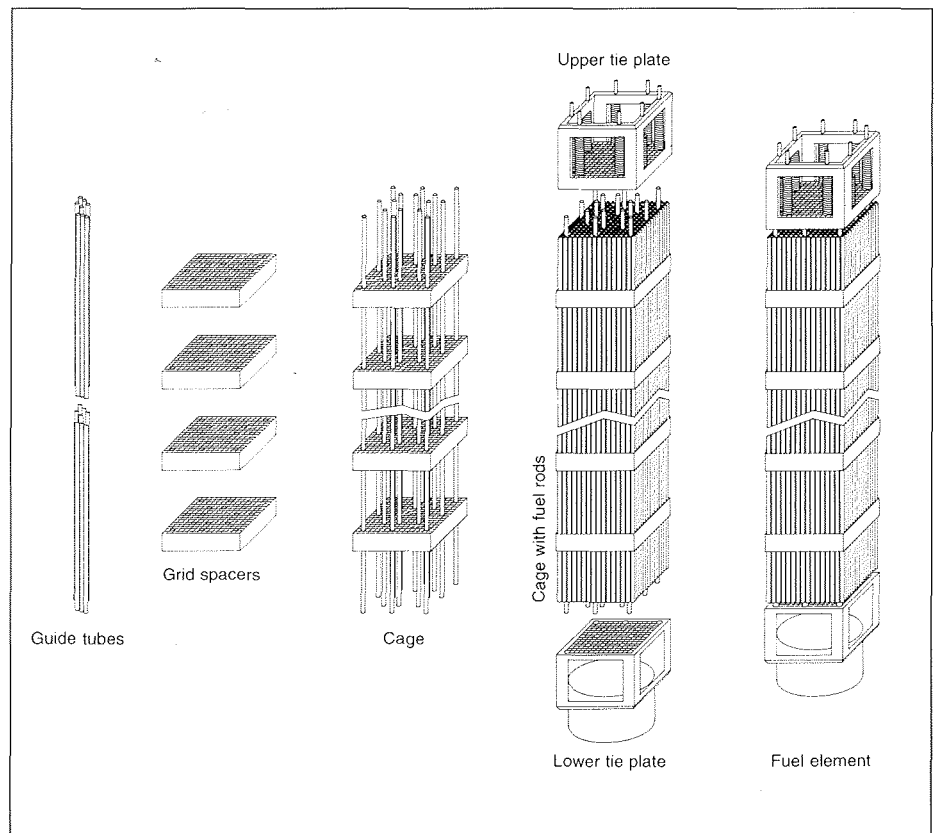 Upper tie plate
Guide tubes
Grid spacers
Cage
Cage with fuel rods
Lower tie plate
Fuel element